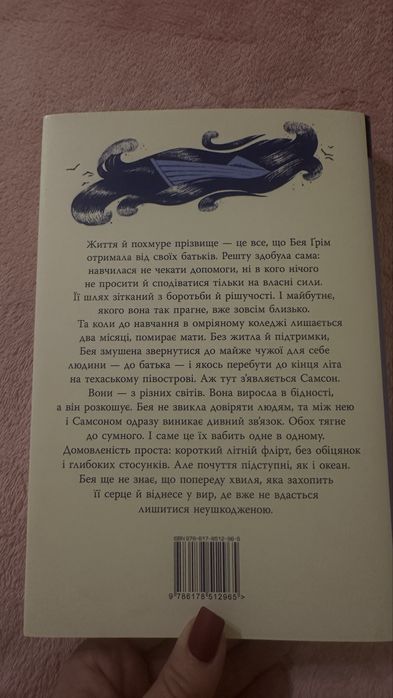 Життя й похмуре прізвище — це все, що Бея Ґрім
отримала від своїх батьків. Решту здобула сама:
навчилася не чекати допомоги, ні в кого нічого
не просити й сподіватися тільки на власні сили.
Її шлях зітканий з боротьби й рішучості. І майбутнє,
якого вона так прагне, вже зовсім близько.
Та коли до навчання в омріяному коледжі лишається
два місяці, помирає мати. Без житла й підтримки,
Бея змушена звернутися до майже чужої для себе
людини — до батька — і якось перебути до кінця літа
на техаському півострові. Аж тут з'являється Самсон.
Вони — з різних світів. Вона виросла в бідності,
а він розкошує. Бея не звикла довіряти людям, та між нею
і Самсоном одразу виникає дивний зв'язок. Обох тягне
до сумного. І саме це їх вабить одне в одному.
Домовленість проста: короткий літній флірт, без обіцянок
і глибоких стосунків. Але почуття підступні, як і океан.
Бея ще не знає, що попереду хвиля, яка захопить
її серце й віднесе у вир, де вже не вдасться
лишитися неушкодженою.
ISBN 978-617-8512-96-5
9 786178 512965 >